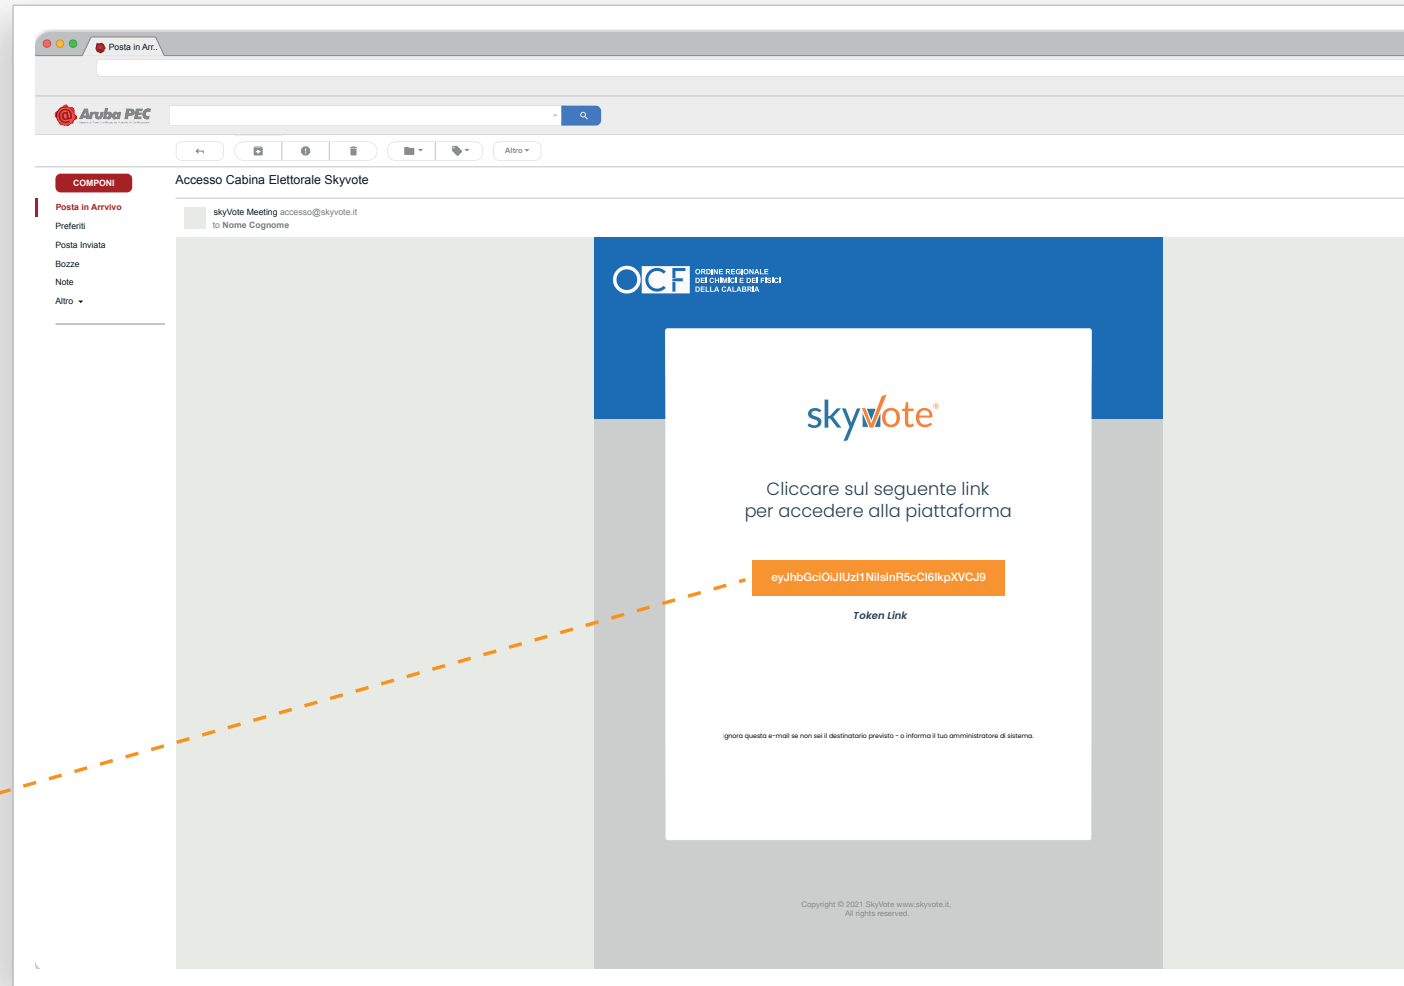 Posta in Arr..
Aruba PEC
Altro
COMPONI
Accesso Cabina Elettorale Skyvote
Posta in Arrvivo
Preferiti
Posta Inviata
Bozze
Note
Altro
skyVote Meeting accesso@skyvote.it
to Nome Cognome
OCF
ORDINE REGIONALE
DEI CHIMICI E DEI FISICI
DELLA CALABRIA
skyvote®
Cliccare sul seguente link
per accedere alla piattaforma
eyJhbGciOiJIUzI1NiIsInR5cCI6IkpXVCJ9
Token Link
Ignora questa e-mail se non sei il destinatario previsto - o informa il tuo amministratore di sistema.
Copyright © 2021 SkyVote www.skyvote.it,
All rights reserved.